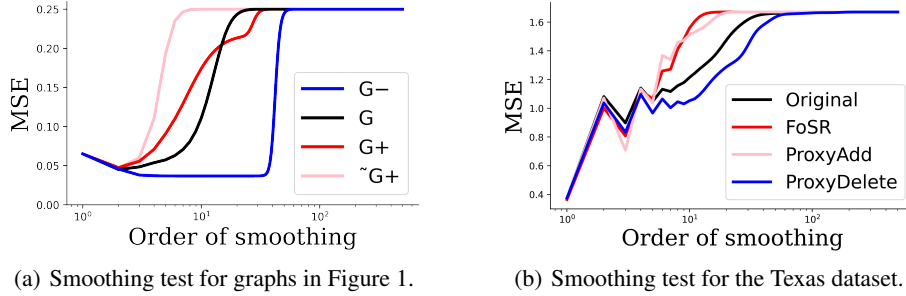 MSE
0.25
0.20
0.15
0.10
0.05
0.00
10⁰
10¹
10²
G−
G
G+
˜G+
Order of smoothing
(a) Smoothing test for graphs in Figure 1.
MSE
1.6
1.4
1.2
1.0
0.8
0.6
0.4
10⁰
10¹
10²
Original
FoSR
ProxyAdd
ProxyDelete
Order of smoothing
(b) Smoothing test for the Texas dataset.